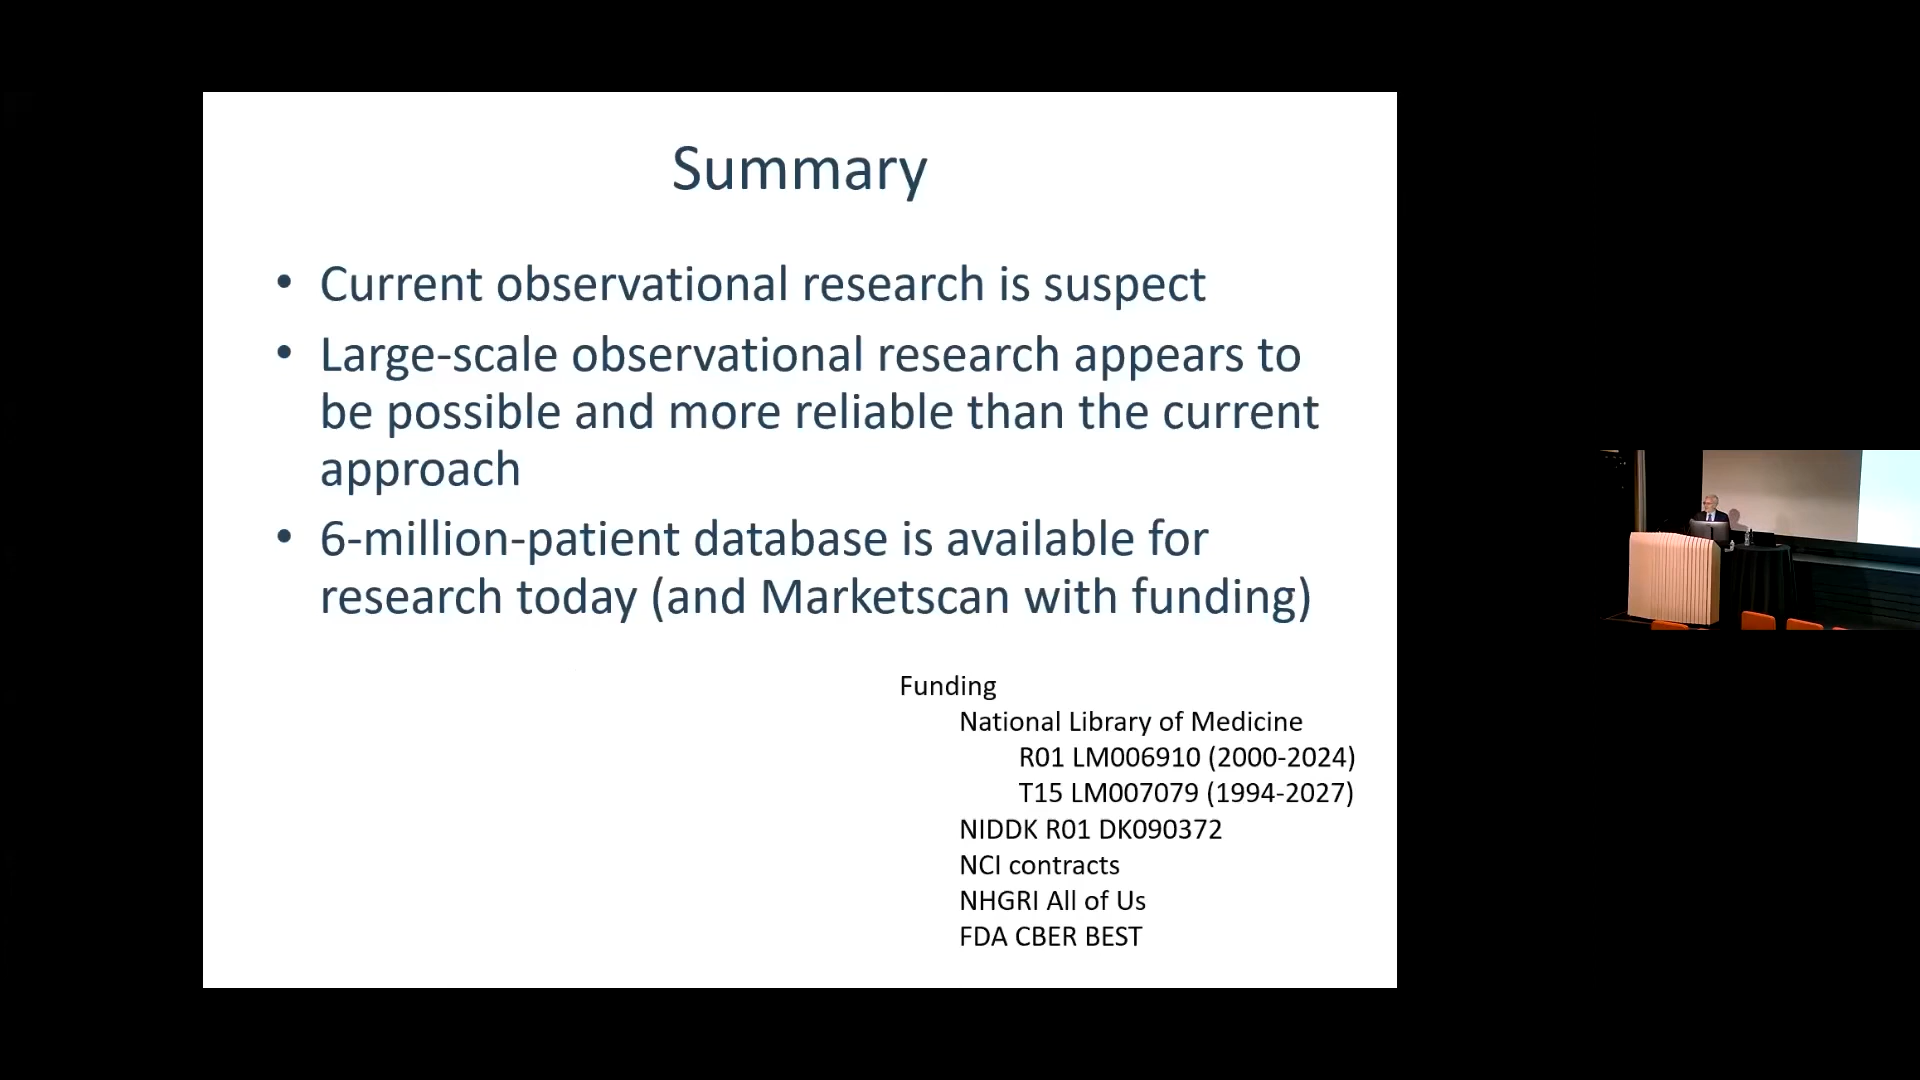 Summary
• Current observational research is suspect
• Large-scale observational research appears to
be possible and more reliable than the current
approach
• 6-million-patient database is available for
research today (and Marketscan with funding)
Funding
National Library of Medicine
R01 LM006910 (2000-2024)
T15 LM007079 (1994-2027)
NIDDK R01 DK090372
NCI contracts
NHGRI All of Us
FDA CBER BEST